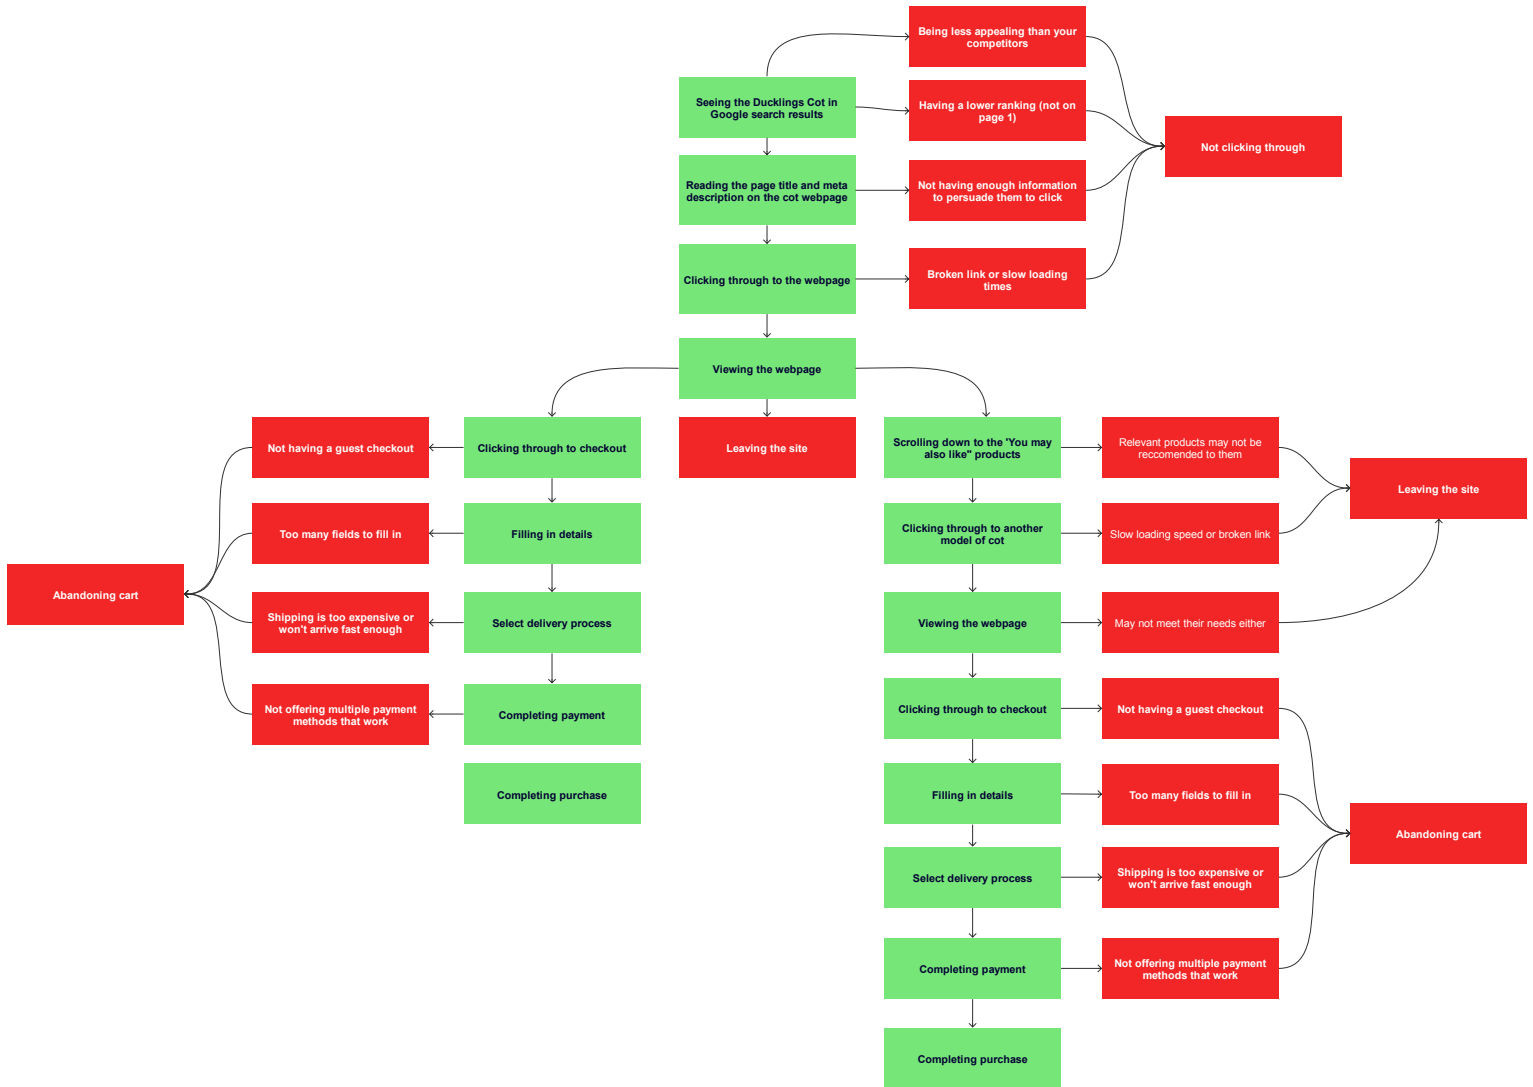 Being less appealing than your
competitors
Seeing the Ducklings Cot in
Google search results
Having a lower ranking (not on
page 1)
Not clicking through
Reading the page title and meta
description on the cot webpage
Not having enough information
to persuade them to click
Clicking through to the webpage
Broken link or slow loading
times
Viewing the webpage
Not having a guest checkout
Clicking through to checkout
Leaving the site
Scrolling down to the 'You may
also like" products
Relevant products may not be
reccomended to them
Leaving the site
Too many fields to fill in
Filling in details
Clicking through to another
model of cot
Slow loading speed or broken link
Abandoning cart
Shipping is too expensive or
won't arrive fast enough
Select delivery process
Viewing the webpage
May not meet their needs either
Not offering multiple payment
methods that work
Completing payment
Clicking through to checkout
Not having a guest checkout
Completing purchase
Filling in details
Too many fields to fill in
Abandoning cart
Select delivery process
Shipping is too expensive or
won't arrive fast enough
Completing payment
Not offering multiple payment
methods that work
Completing purchase